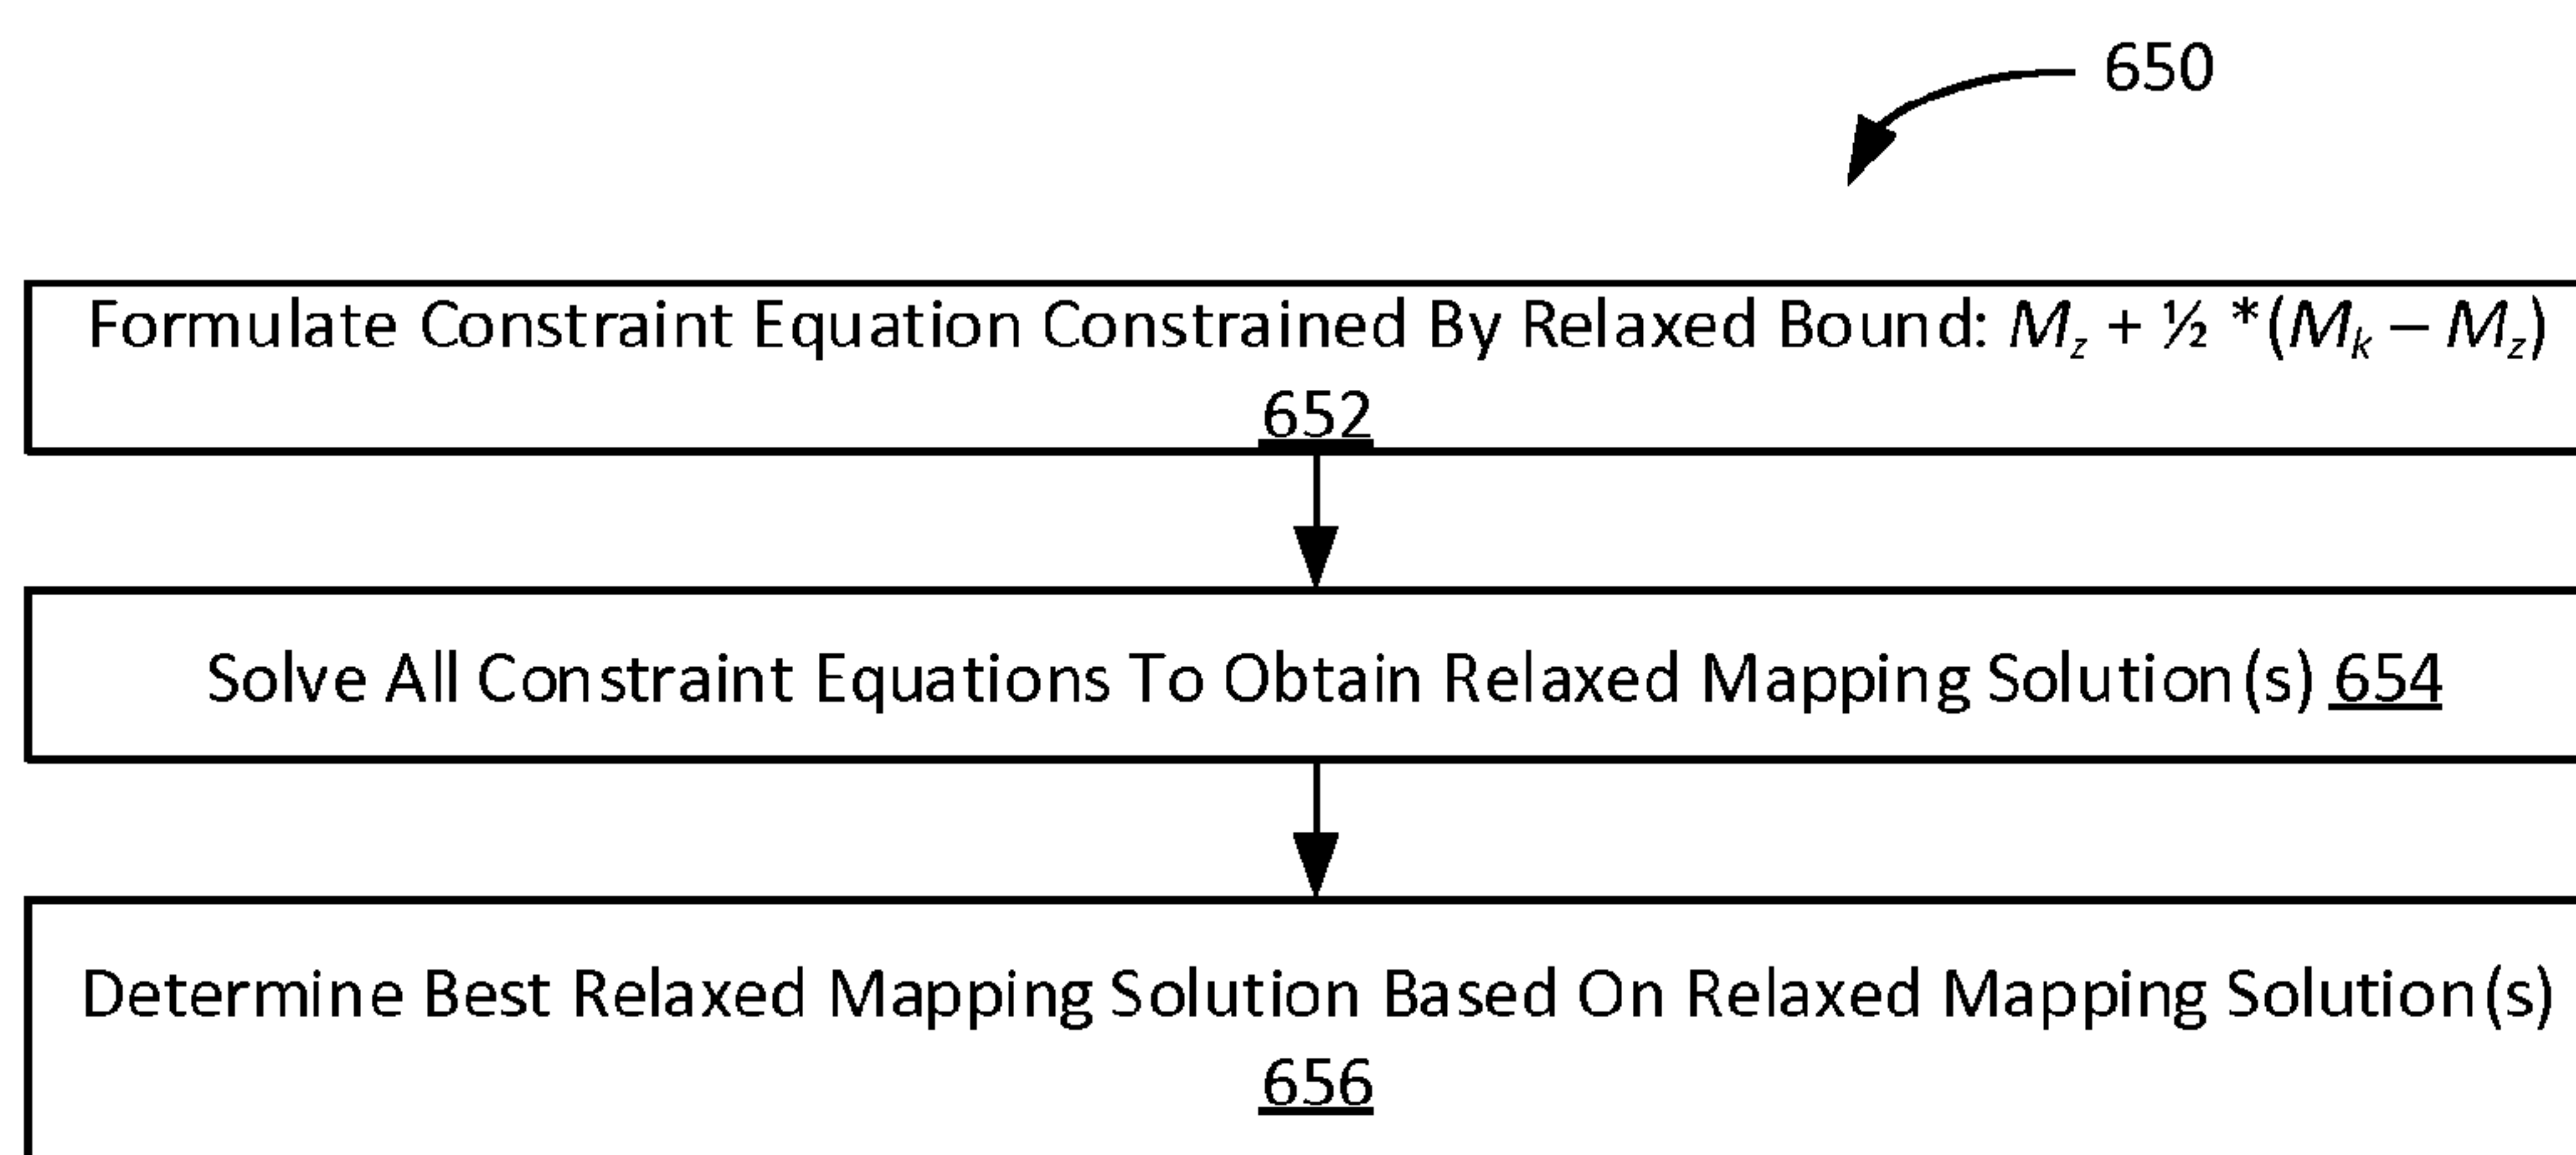 650
Formulate Constraint Equation Constrained By Relaxed Bound: Mz + ½ *(Mk – Mz)
652
Solve All Constraint Equations To Obtain Relaxed Mapping Solution(s) 654
Determine Best Relaxed Mapping Solution Based On Relaxed Mapping Solution(s)
656